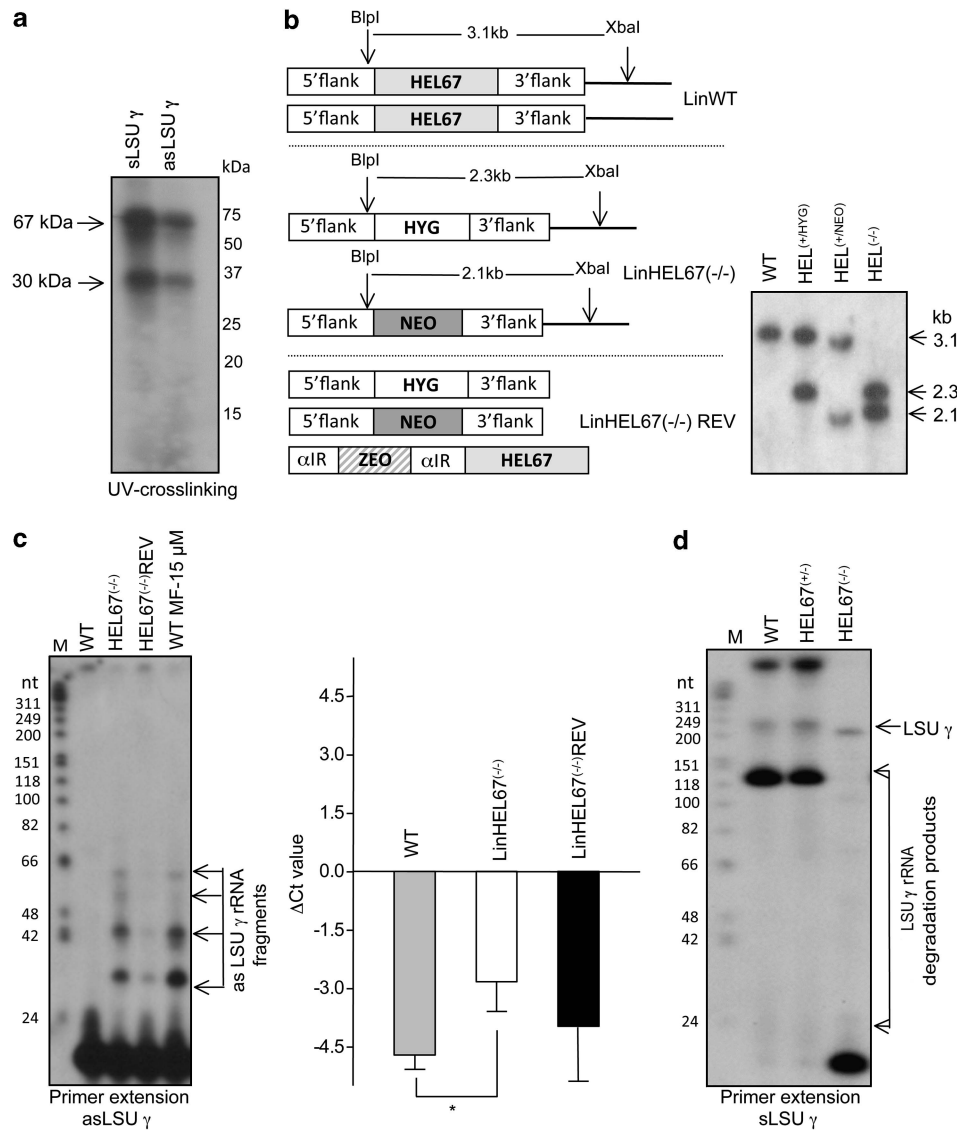 a
sLSU γ
asLSU γ
kDa
75
50
37
25
20
15
67 kDa
30 kDa
UV-crosslinking
b
BlpI
3.1kb
XbaI
5'flank HEL67 3'flank
5'flank HEL67 3'flank
LinWT
BlpI
2.3kb
XbaI
5'flank HYG 3'flank
BlpI
2.1kb
XbaI
LinHEL67(-/-)
5'flank NEO 3'flank
5'flank HYG 3'flank
5'flank NEO 3'flank
LinHEL67(-/-) REV
αIR ZEO αIR HEL67
WT
HEL(+/HYG)
HEL(+/NEO)
HEL(-/-)
kb
3.1
2.3
2.1
c
M
WT
HEL67(-/-)
HEL67(-/-)REV
WT MF-15 µM
nt
311
249
200
151
118
100
82
66
48
42
24
as LSU γ rRNA
fragments
Primer extension
asLSU γ
ΔCt value
4.5
3.0
1.5
0.0
-1.5
-3.0
-4.5
WT
LinHEL67(-/-)
LinHEL67(-/-)REV
*
d
M
WT
HEL67(+/-)
HEL67(-/-)
nt
311
249
200
151
118
100
82
66
48
42
24
LSU γ
LSU γ rRNA
degradation products
Primer extension
sLSU γ